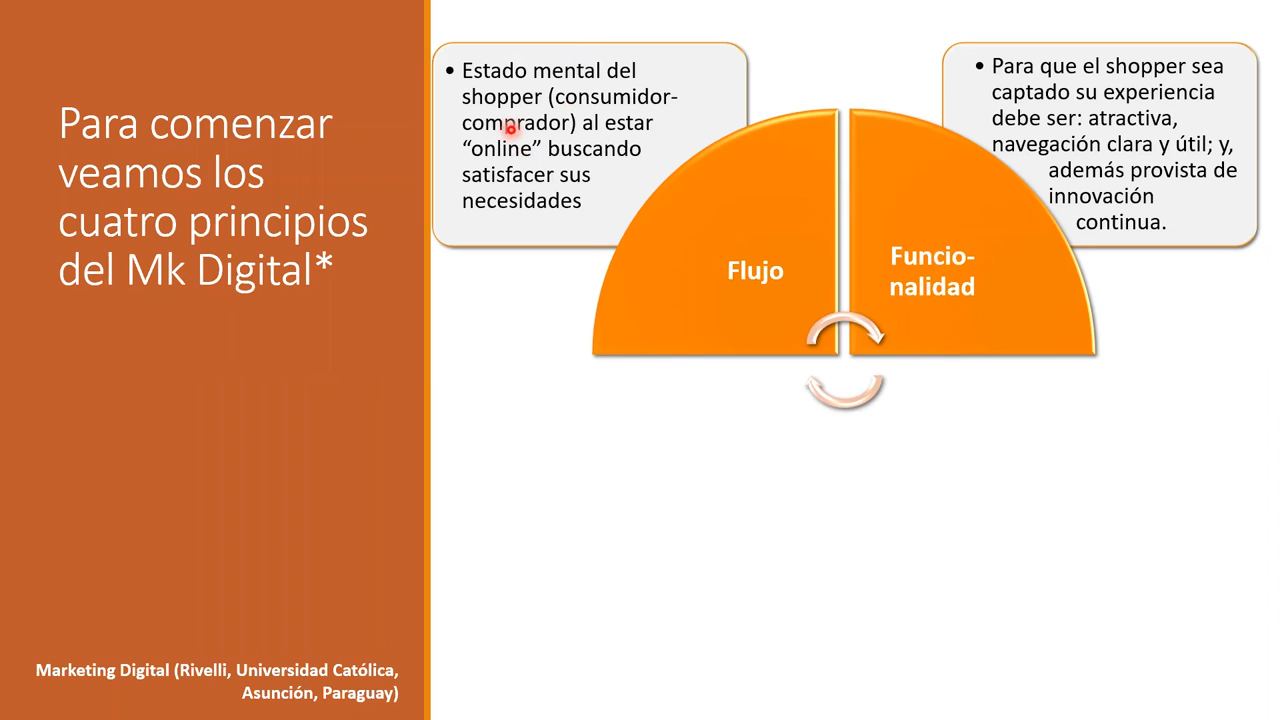 Para comenzar
veamos los
cuatro principios
del Mk Digital*
Marketing Digital (Rivelli, Universidad Católica,
Asunción, Paraguay)
• Estado mental del
shopper (consumidor-
comprador) al estar
“online” buscando
satisfacer sus
necesidades
Flujo
• Para que el shopper sea
captado su experiencia
debe ser: atractiva,
navegación clara y útil; y,
además provista de
innovación
continua.
Funcio-
nalidad